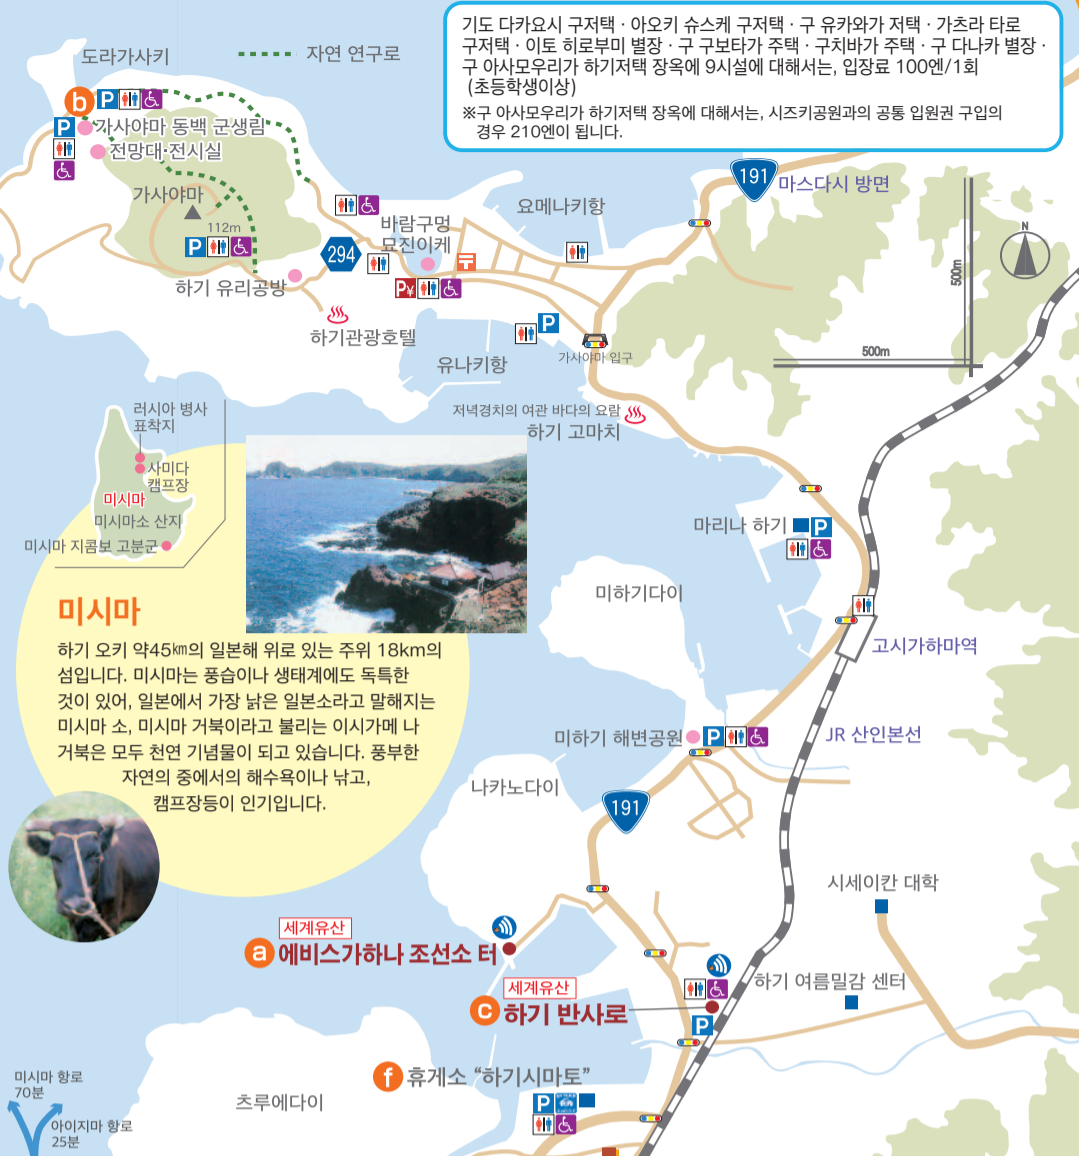 기도 다카요시 구저택 · 아오키 슈스케 구저택 · 구 유카와가 저택 · 가츠라 타로
구저택 · 이토 히로부미 별장 · 구 구보타가 주택 · 구치바가 주택 · 구 다나카 별장 ·
구 아사모우리가 하기저택 장옥에 9시설에 대해서는, 입장료 100엔/1회
(초등학생이상)
※구 아사모우리가 하기저택 장옥에 대해서는, 시즈키공원과의 공통 입원권 구입의
경우 210엔이 됩니다.
도라가사키
자연 연구로
b
P
P
가사야마 동백 군생림
전망대·전시실
가사야마
112m
P
294
바람구멍
묘진이케
P¥
요메나키항
191
마스다시 방면
N
500m
500m
하기 유리공방
하기관광호텔
유나키항
P
가사야마 입구
저녁경치의 여관 바다의 요람
하기 고마치
러시아 병사
표착지
사미다
캠프장
미시마
미시마소 산지
미시마 지콤보 고분군
마리나 하기
P
미하기다이
고시가하마역
미시마
하기 오키 약45㎞의 일본해 위로 있는 주위 18km의
섬입니다. 미시마는 풍습이나 생태계에도 독특한
것이 있어, 일본에서 가장 낡은 일본소라고 말해지는
미시마 소, 미시마 거북이라고 불리는 이시가메 나
거북은 모두 천연 기념물이 되고 있습니다. 풍부한
자연의 중에서의 해수욕이나 낚고,
캠프장등이 인기입니다.
미하기 해변공원
P
JR 산인본선
나카노다이
191
시세이칸 대학
세계유산
a
에비스가하나 조선소 터
세계유산
c
하기 반사로
P
하기 여름밀감 센터
f
휴게소 “하기시마토”
P
츠루에다이
미시마 항로
70분
아이지마 항로
25분